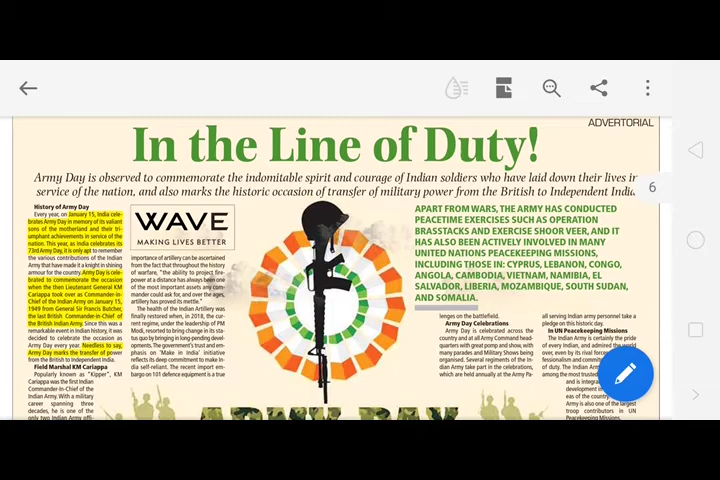 ADVERTORIAL
In the Line of Duty!
Army Day is observed to commemorate the indomitable spirit and courage of Indian soldiers who have laid down their lives in
service of the nation, and also marks the historic occasion of transfer of military power from the British to Independent India
6
History of Army Day
Every year, on January 15, India cele-
brates Army Day in memory of its valiant
sons of the motherland and their tri-
umphant achievements in service of the
nation. This year, as India celebrates its
73rd Army Day, it is only apt to remember
the various contributions of the Indian
Army that have made it a knight in shining
armour for the country. Army Day is cele-
brated to commemorate the occasion
when the then Lieutenant General KM
Cariappa took over as Commander-in-
Chief of the Indian Army on January 15,
1949 from General Sir Francis Butcher,
the last British Commander-in-Chief of
the British Indian Army. Since this was a
remarkable event in Indian history, it was
decided to celebrate the occasion as
Army Day every year. Needless to say,
Army Day marks the transfer of power
from the British to Independent India.
Field Marshal KM Cariappa
Popularly known as "Kipper", KM
Cariappa was the first Indian
Commander-in-Chief of the
Indian Army. With a military
career spanning three
decades, he is one of the
only two Indian Army offi-
WAVE
MAKING LIVES BETTER
importance of artillery can be ascertained
from the fact that throughout the history
of warfare, "the ability to project fire-
power at a distance has always been one
of the most important assets any com-
mander could ask for, and over the ages,
artillery has proved its mettle."
The health of the Indian Artillery was
finally restored when, in 2018, the cur-
rent regime, under the leadership of PM
Modi, resorted to bring change in its sta-
tus quo by bringing in long-pending devel-
opments. The government's trust and em-
phasis on 'Make in India' initiative
reflects its deep commitment to make In-
dia self-reliant. The recent import em-
bargo on 101 defence equipment is a true
APART FROM WARS, THE ARMY HAS CONDUCTED
PEACETIME EXERCISES SUCH AS OPERATION
BRASSTACKS AND EXERCISE SHOOR VEER, AND IT
HAS ALSO BEEN ACTIVELY INVOLVED IN MANY
UNITED NATIONS PEACEKEEPING MISSIONS,
INCLUDING THOSE IN: CYPRUS, LEBANON, CONGO,
ANGOLA, CAMBODIA, VIETNAM, NAMIBIA, EL
SALVADOR, LIBERIA, MOZAMBIQUE, SOUTH SUDAN,
AND SOMALIA.
lenges on the battlefield.
Army Day Celebrations
Army Day is celebrated across the
country and at all Army Command head-
quarters with great pomp and show, with
many parades and Military Shows being
organised. Several regiments of the In-
dian Army take part in the celebrations,
which are held annually at the Army Pa-
all serving Indian army personnel take a
pledge on this historic day.
In UN Peacekeeping Missions
The Indian Army is certainly the pride
of every Indian, and admired the world
over, even by its rival forces
fessionalism and commitm
of duty. The Indian Arm
among the most trusted
and is integral
development in
eas of the country.
Army is also one of the largest
troop contributors in UN
Peacekeeping Missions.
ARMY DAY